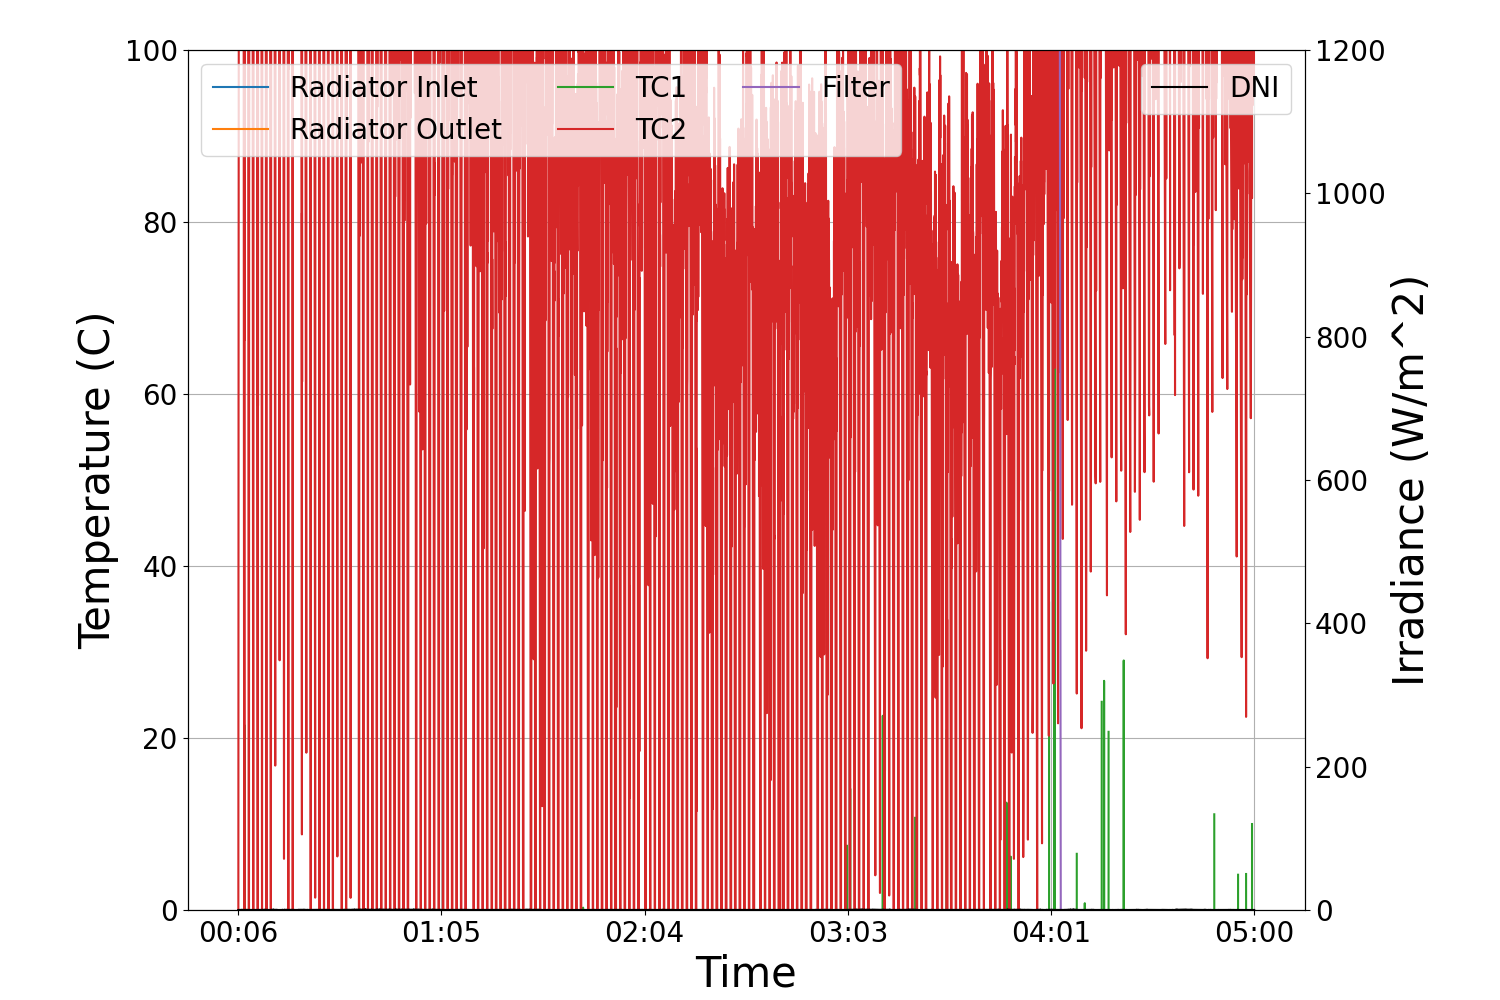 Radiator Inlet
Radiator Outlet
TC1
TC2
Filter
DNI
100
80
60
40
20
0
Temperature (C)
1200
1000
800
600
400
200
0
Irradiance (W/m^2)
00:06 01:05 02:04 03:03 04:01 05:00
Time